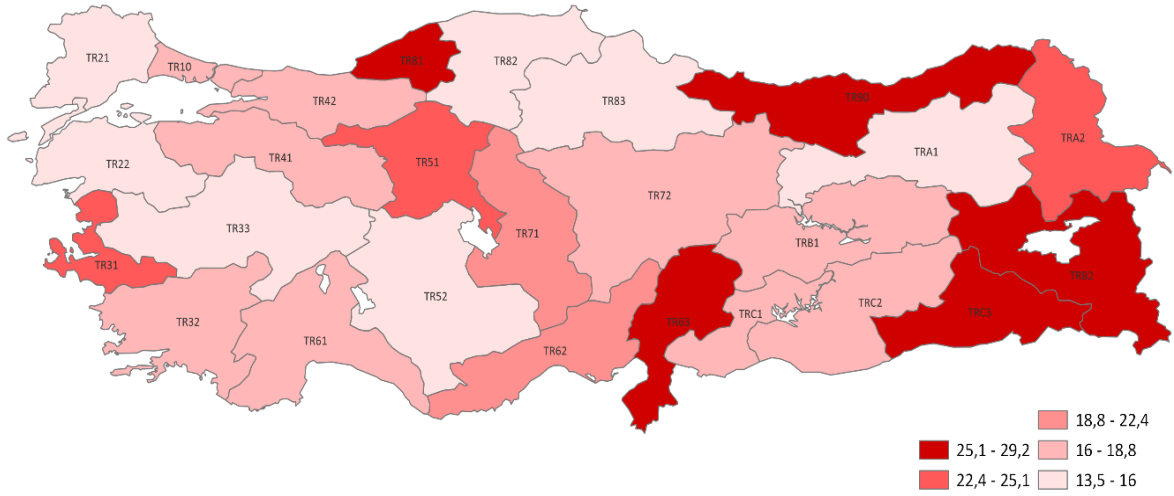 TR21
TR10
TR81
TR82
TR90
TR42
TR83
TRA2
TR22
TR41
TR51
TRA1
TR72
TR33
TR71
TRB1
TR31
TRB2
TR52
TR32
TR61
TR62
TR63
TRC1
TRC2
TRC3
18,8 - 22,4
25,1 - 29,2
16 - 18,8
22,4 - 25,1
13,5 - 16